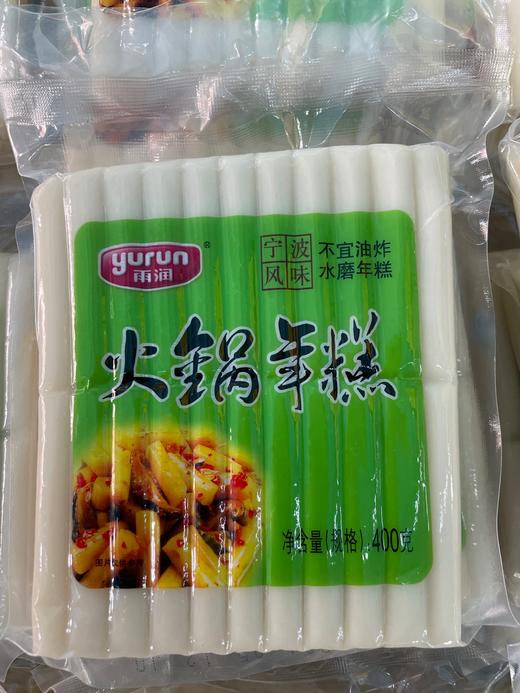 yurun®
雨润
宁波
风味
不宜油炸
水磨年糕
火锅年糕
净含量(规格):400克